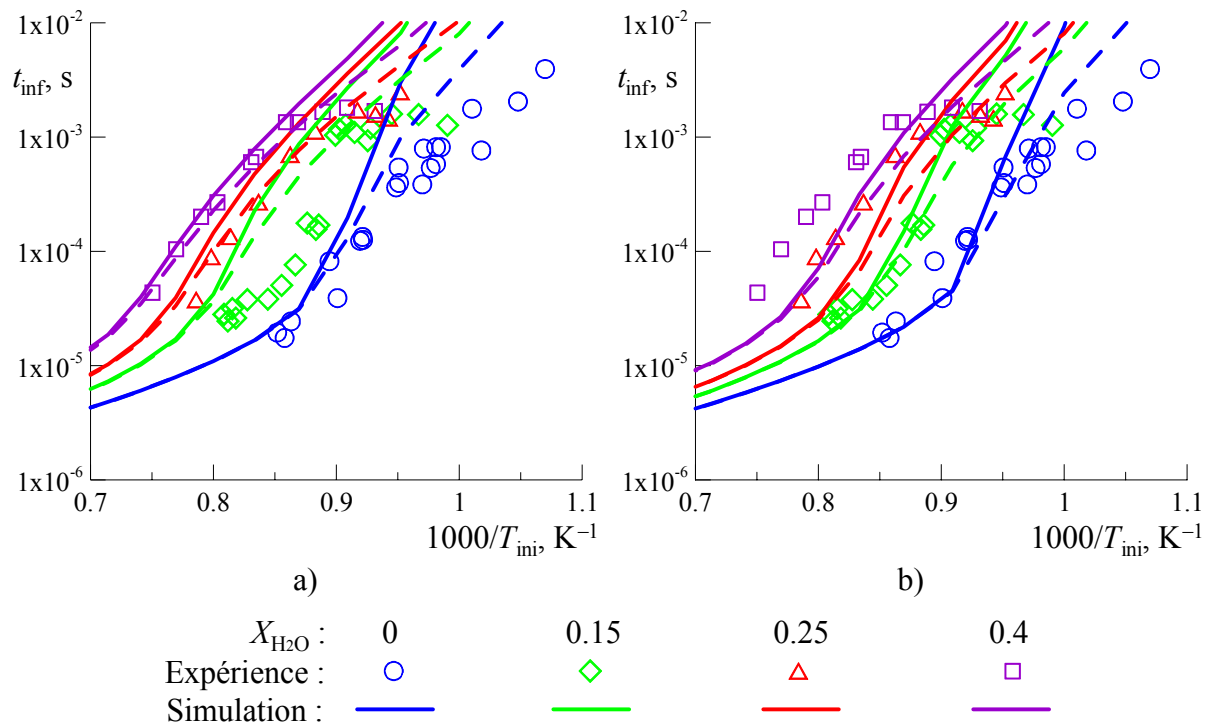 1x10⁻² 1x10⁻²
t_inf, s t_inf, s
1x10⁻³ 1x10⁻³
1x10⁻⁴ 1x10⁻⁴
1x10⁻⁵ 1x10⁻⁵
1x10⁻⁶ 1x10⁻⁶
0.7 0.8 0.9 1 1.1 0.7 0.8 0.9 1 1.1
1000/T_ini, K⁻¹ 1000/T_ini, K⁻¹
a) b)
X_H₂O : 0 0.15 0.25 0.4
Expérience :
Simulation :